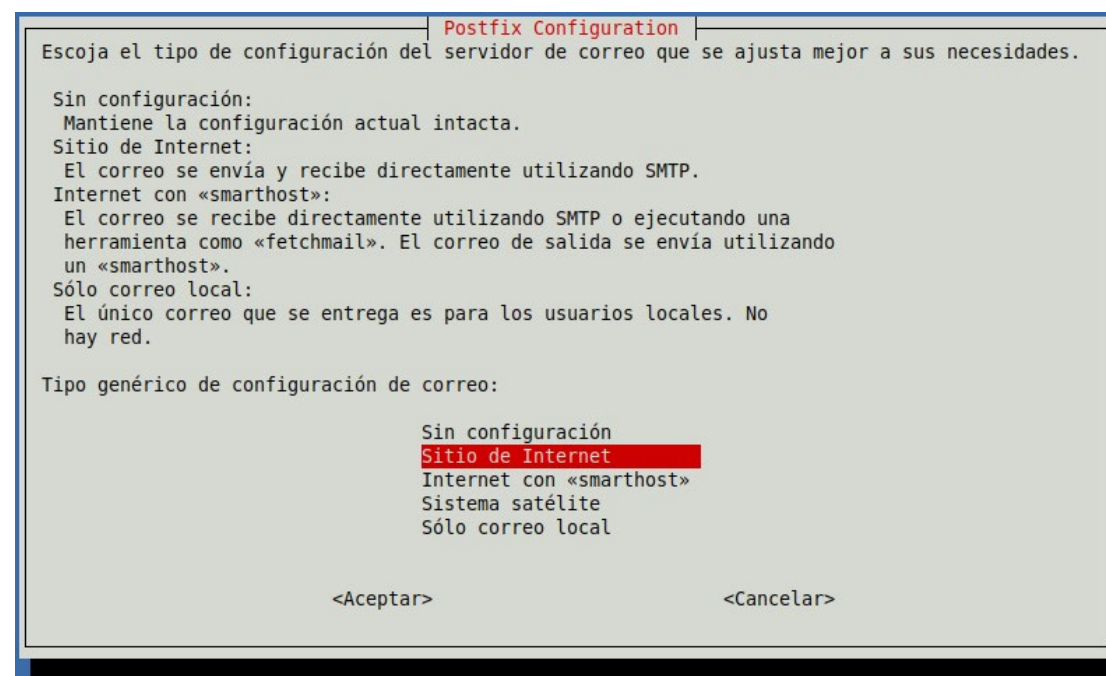 Postfix Configuration
Escoja el tipo de configuración del servidor de correo que se ajusta mejor a sus necesidades.
Sin configuración:
Mantiene la configuración actual intacta.
Sitio de Internet:
El correo se envía y recibe directamente utilizando SMTP.
Internet con «smarthost»:
El correo se recibe directamente utilizando SMTP o ejecutando una
herramienta como «fetchmail». El correo de salida se envía utilizando
un «smarthost».
Sólo correo local:
El único correo que se entrega es para los usuarios locales. No
hay red.
Tipo genérico de configuración de correo:
Sin configuración
Sitio de Internet
Internet con «smarthost»
Sistema satélite
Sólo correo local
<Aceptar> <Cancelar>